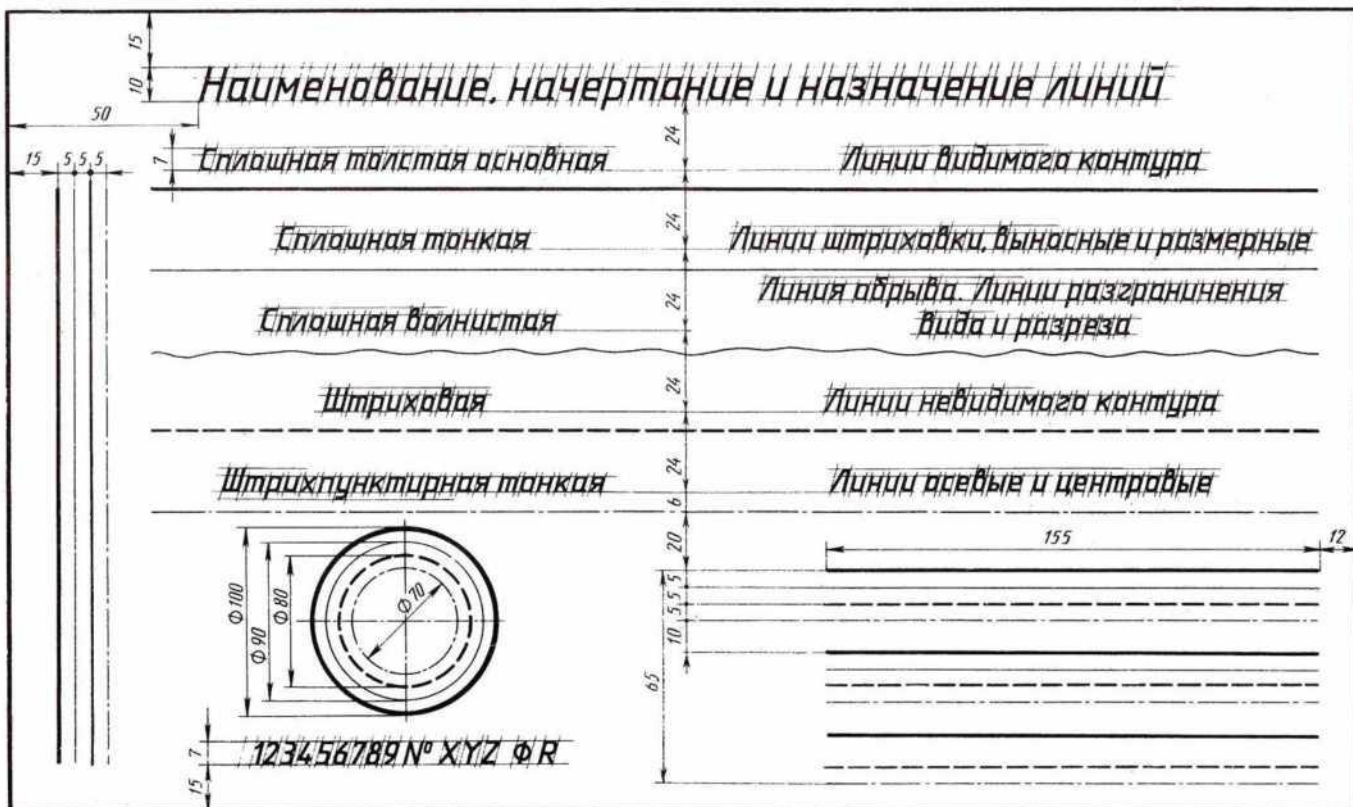 15
10
Наименование, начертание и назначение линий
50
24
15 5 5 5
7
Сплошная толстая основная
Линии видимого контура
24
Сплошная тонкая
Линии штриховки, выносные и размерные
24
Сплошная волнистая
Линия обрыва. Линии разграничения
вида и разреза
24
Штриховая
Линии невидимого контура
24
Штрихпунктирная тонкая
Линии осевые и центровые
6
20
155
12
Ф100
Ф90
Ф80
Ф70
5
5
5
10
65
7
123456789 № XYZ Ф R
15